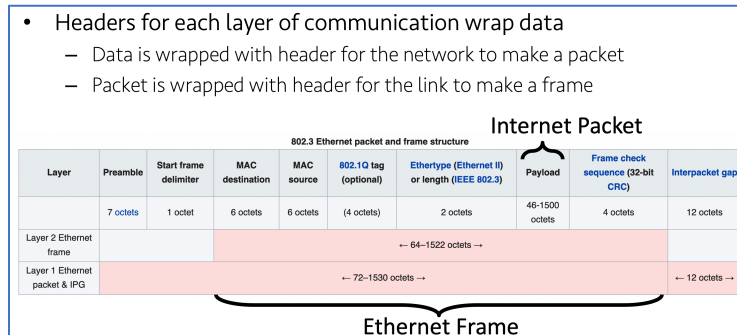 • Headers for each layer of communication wrap data
– Data is wrapped with header for the network to make a packet
– Packet is wrapped with header for the link to make a frame
Internet Packet
802.3 Ethernet packet and frame structure
Layer Preamble Start frame delimiter MAC destination MAC source 802.1Q tag (optional) Ethertype (Ethernet II) or length (IEEE 802.3) Payload Frame check sequence (32-bit CRC) Interpacket gap
7 octets 1 octet 6 octets 6 octets (4 octets) 2 octets 46-1500 octets 4 octets 12 octets
Layer 2 Ethernet frame ← 64–1522 octets →
Layer 1 Ethernet packet & IPG ← 72–1530 octets → ← 12 octets →
Ethernet Frame